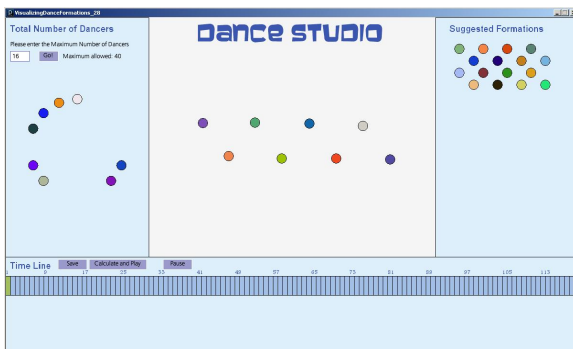 VisualizingDanceFormations_28
Dance Studio
Total Number of Dancers
Please enter the Maximum Number of Dancers
16 Go! Maximum allowed: 40
Suggested Formations
Time Line Save Calculate and Play Pause
1 9 17 25 33 41 49 57 65 73 81 89 97 105 113